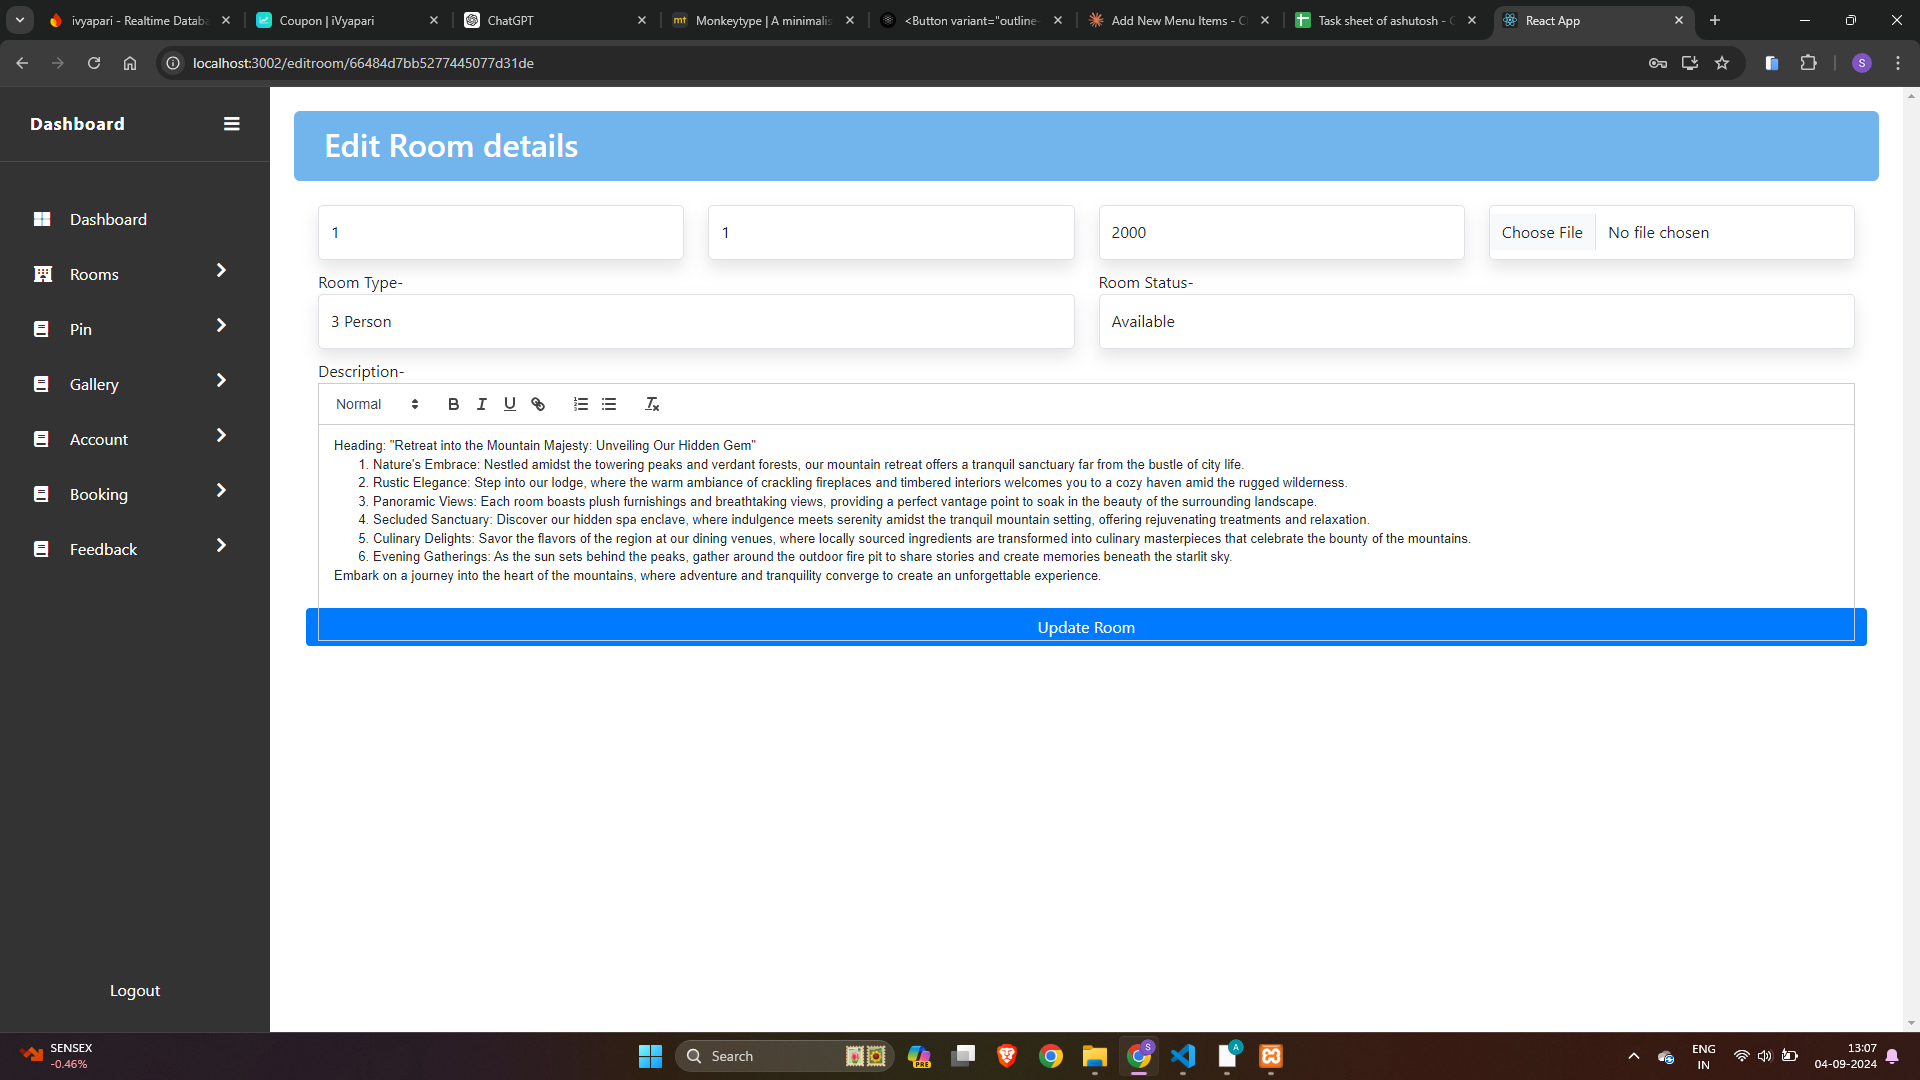 ivyapari - Realtime Databa
Coupon | iVyapari
ChatGPT
Monkeytype | A minimalis
<Button variant="outline-
Add New Menu Items - Cl
Task sheet of ashutosh - G
React App
localhost:3002/editroom/66484d7bb5277445077d31de
S
Dashboard
Edit Room details
Dashboard
Rooms
Pin
Gallery
Account
Booking
Feedback
Logout
1
1
2000
Choose File No file chosen
Room Type-
Room Status-
3 Person
Available
Description-
Normal
B I U
Heading: "Retreat into the Mountain Majesty: Unveiling Our Hidden Gem"
1. Nature's Embrace: Nestled amidst the towering peaks and verdant forests, our mountain retreat offers a tranquil sanctuary far from the bustle of city life.
2. Rustic Elegance: Step into our lodge, where the warm ambiance of crackling fireplaces and timbered interiors welcomes you to a cozy haven amid the rugged wilderness.
3. Panoramic Views: Each room boasts plush furnishings and breathtaking views, providing a perfect vantage point to soak in the beauty of the surrounding landscape.
4. Secluded Sanctuary: Discover our hidden spa enclave, where indulgence meets serenity amidst the tranquil mountain setting, offering rejuvenating treatments and relaxation.
5. Culinary Delights: Savor the flavors of the region at our dining venues, where locally sourced ingredients are transformed into culinary masterpieces that celebrate the bounty of the mountains.
6. Evening Gatherings: As the sun sets behind the peaks, gather around the outdoor fire pit to share stories and create memories beneath the starlit sky.
Embark on a journey into the heart of the mountains, where adventure and tranquility converge to create an unforgettable experience.
Update Room
SENSEX
-0.46%
Search
PRE
S
A
ENG
IN
13:07
04-09-2024